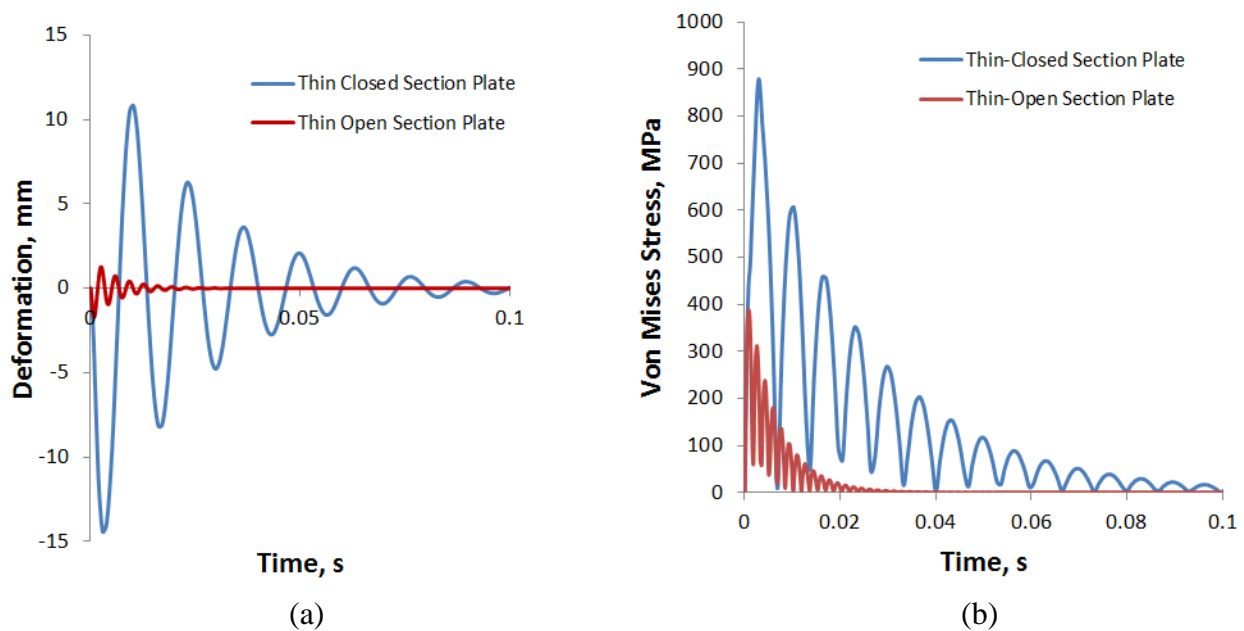 15
10
5
0
-5
-10
-15
0
0.05
0.1
Deformation, mm
Time, s
Thin Closed Section Plate
Thin Open Section Plate
(a)
1000
900
800
700
600
500
400
300
200
100
0
0
0.02
0.04
0.06
0.08
0.1
Von Mises Stress, MPa
Time, s
Thin-Closed Section Plate
Thin-Open Section Plate
(b)